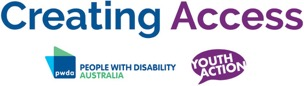 Creating Access
pwda
PEOPLE WITH DISABILITY
AUSTRALIA
YOUTH
ACTION